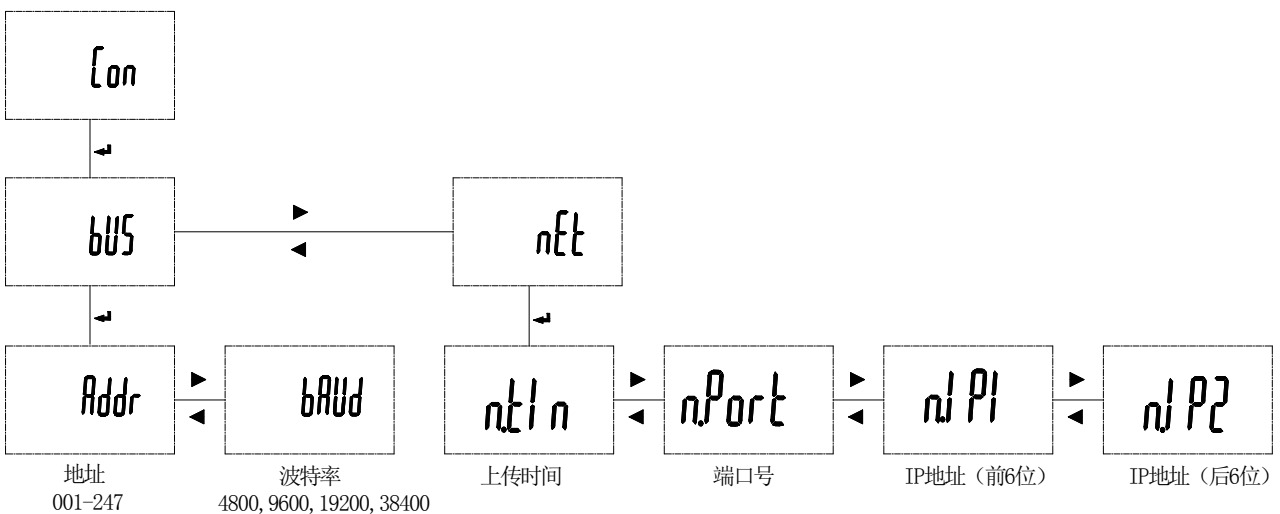 Con
bUS
nEt
Addr
bAUd
n.tIn
n.Port
n.IP1
n.IP2
地址
001-247
波特率
4800, 9600, 19200, 38400
上传时间
端口号
IP地址（前6位）
IP地址（后6位）